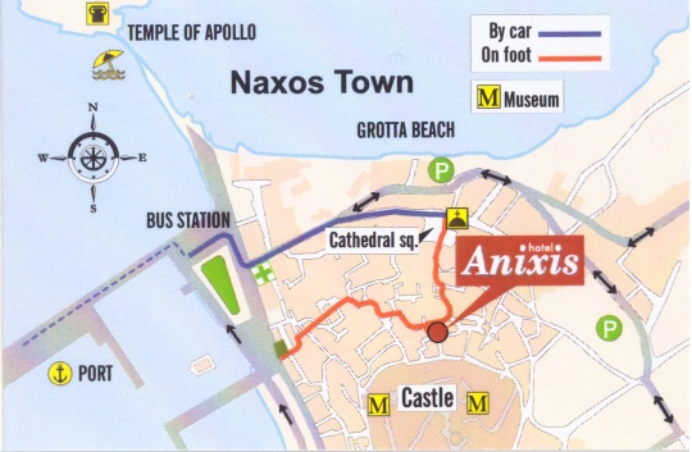 TEMPLE OF APOLLO
By car
On foot
Naxos Town
M Museum
GROTTA BEACH
N
W E
S
P
BUS STATION
Cathedral sq.
hotel
Anixis
P
PORT
M Castle M